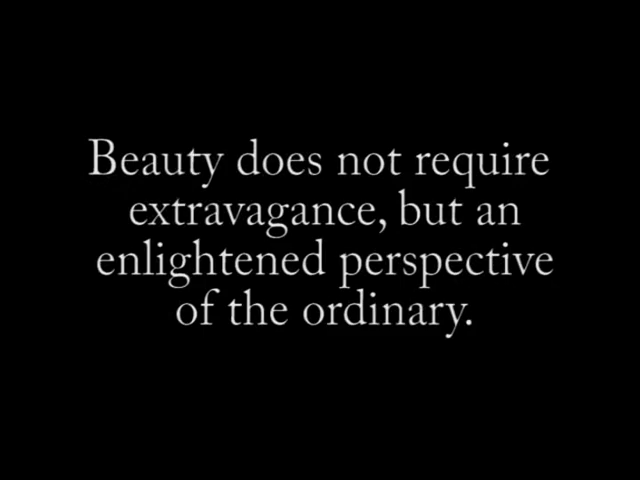 Beauty does not require
extravagance, but an
enlightened perspective
of the ordinary.